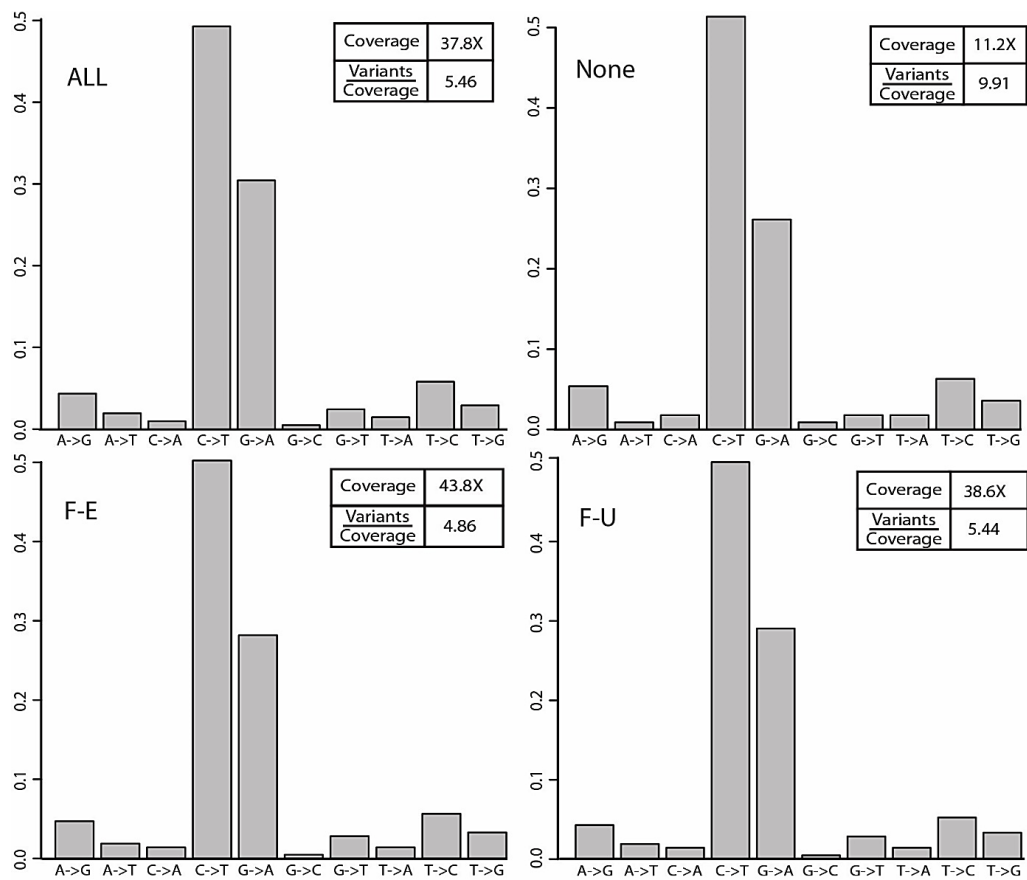 ALL
Coverage 37.8X
Variants
Coverage 5.46
0.5
0.4
0.3
0.2
0.1
0.0
A->G A->T C->A C->T G->A G->C G->T T->A T->C T->G
None
Coverage 11.2X
Variants
Coverage 9.91
0.5
0.4
0.3
0.2
0.1
0.0
A->G A->T C->A C->T G->A G->C G->T T->A T->C T->G
F-E
Coverage 43.8X
Variants
Coverage 4.86
0.5
0.4
0.3
0.2
0.1
0.0
A->G A->T C->A C->T G->A G->C G->T T->A T->C T->G
F-U
Coverage 38.6X
Variants
Coverage 5.44
0.5
0.4
0.3
0.2
0.1
0.0
A->G A->T C->A C->T G->A G->C G->T T->A T->C T->G